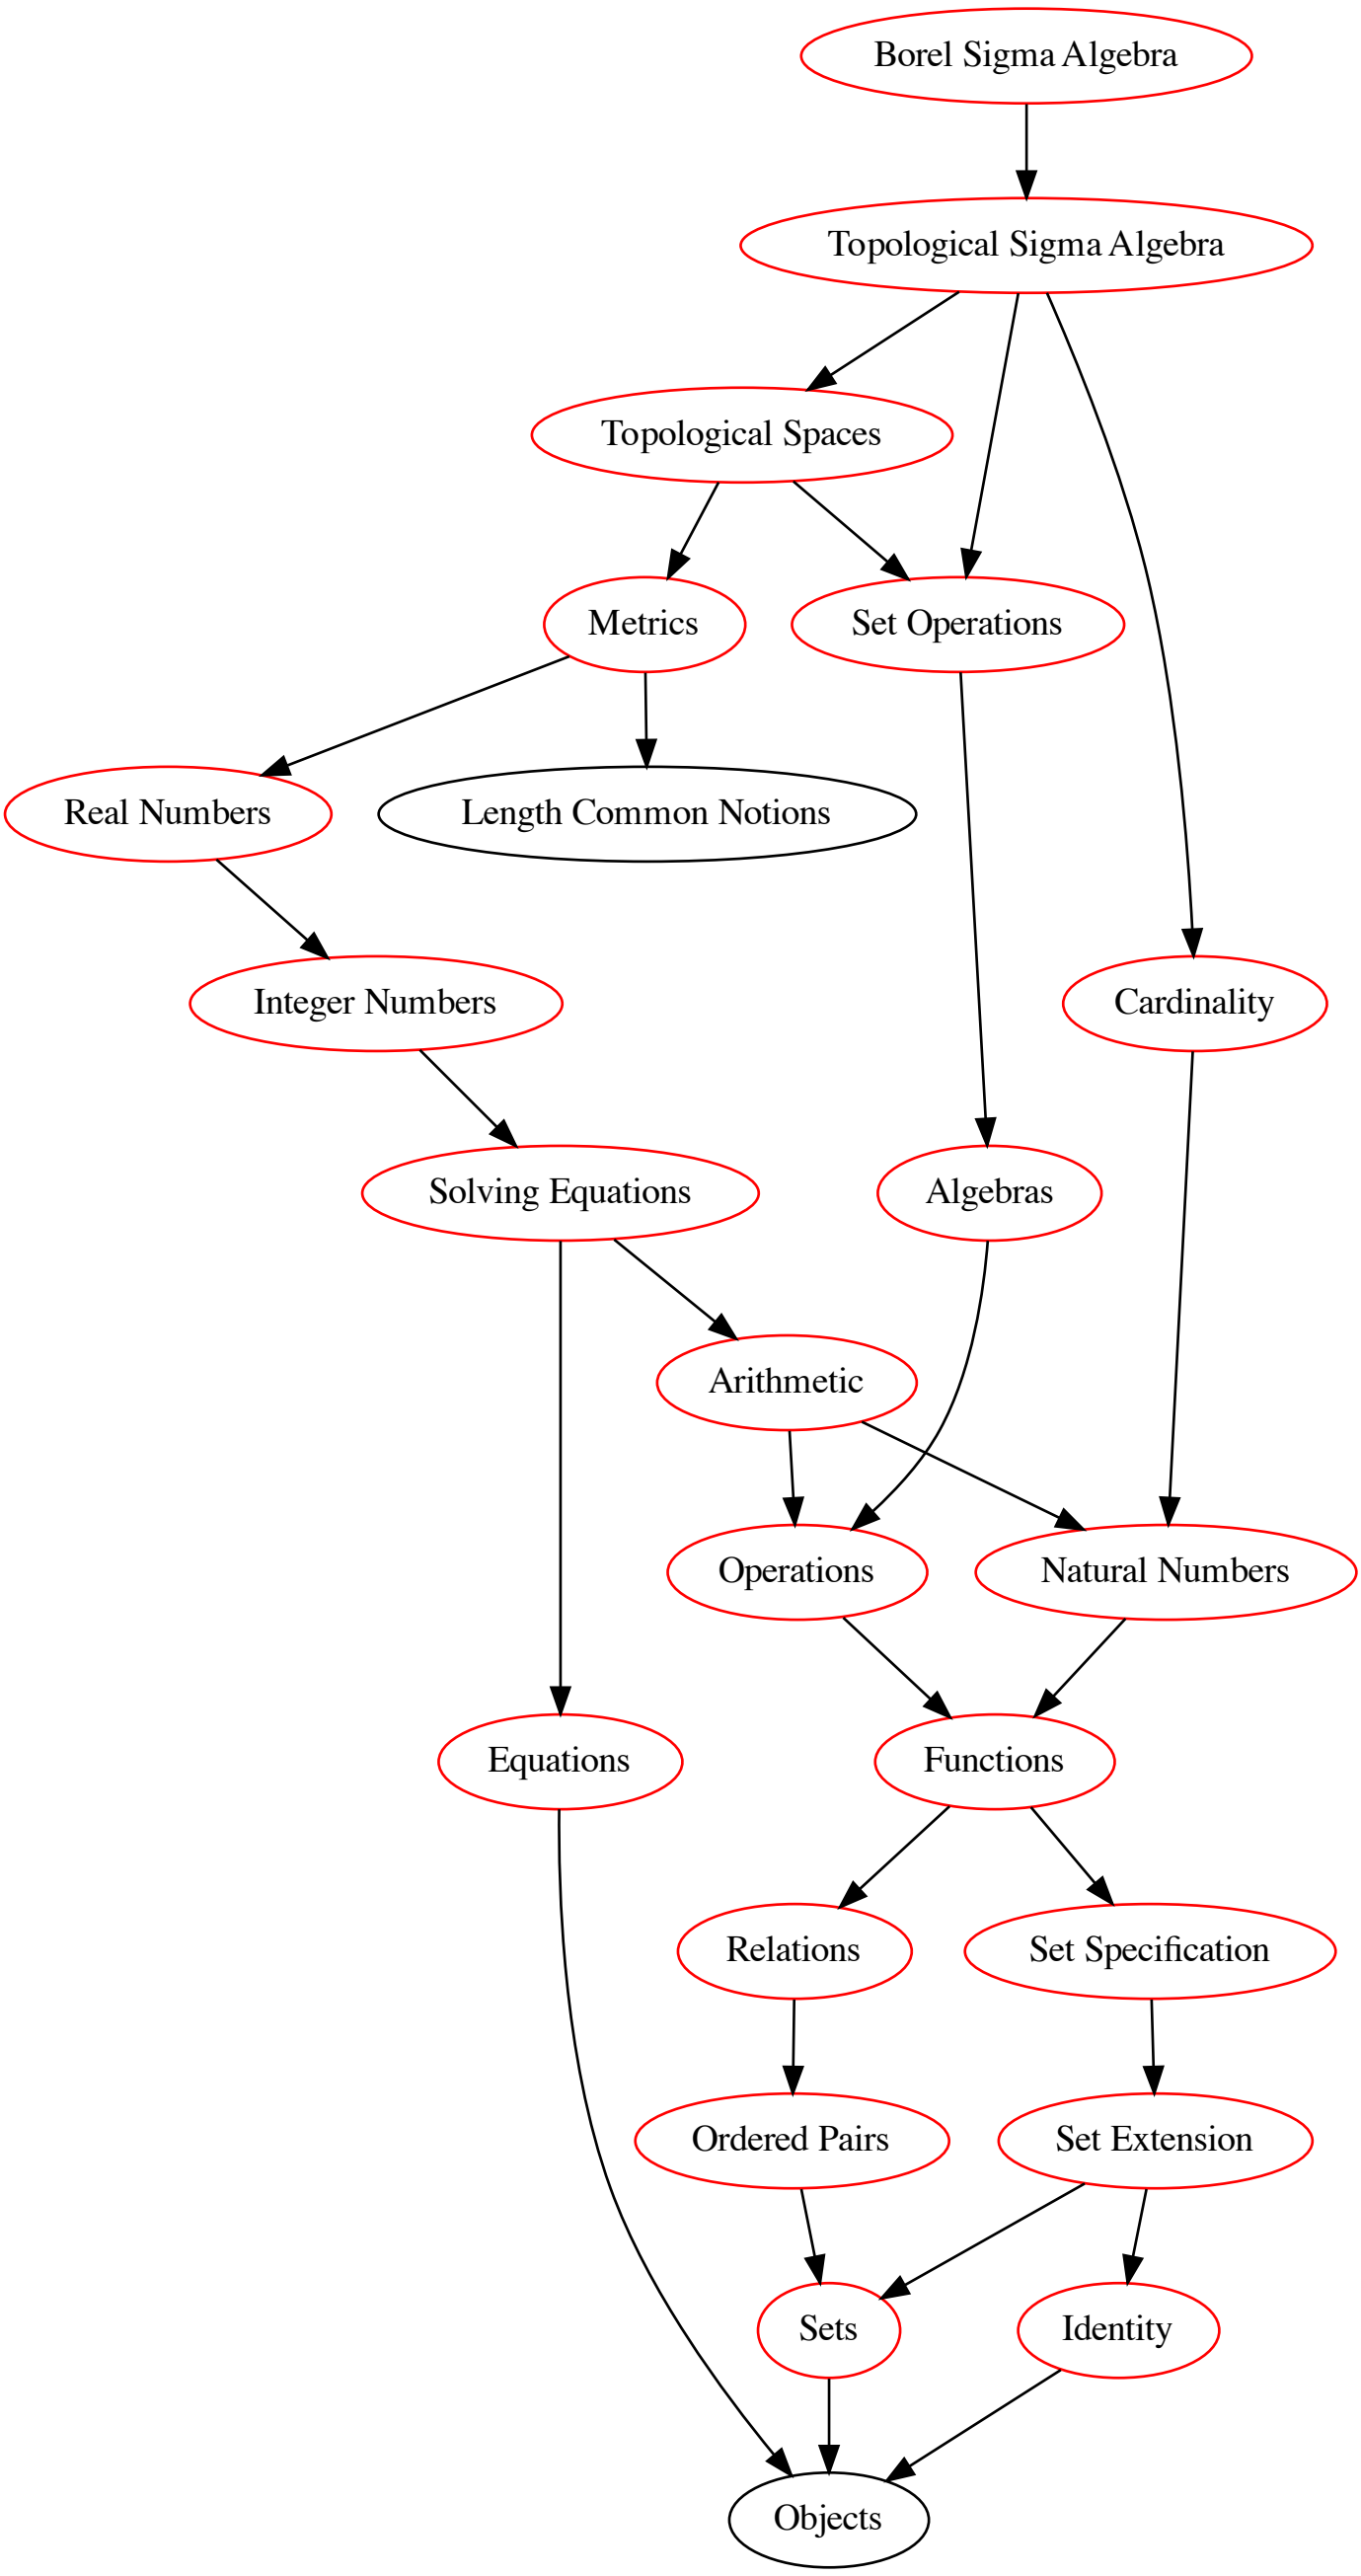 Borel Sigma Algebra
Topological Sigma Algebra
Topological Spaces
Metrics
Set Operations
Real Numbers
Length Common Notions
Integer Numbers
Cardinality
Solving Equations
Algebras
Arithmetic
Operations
Natural Numbers
Equations
Functions
Relations
Set Specification
Ordered Pairs
Set Extension
Sets
Identity
Objects